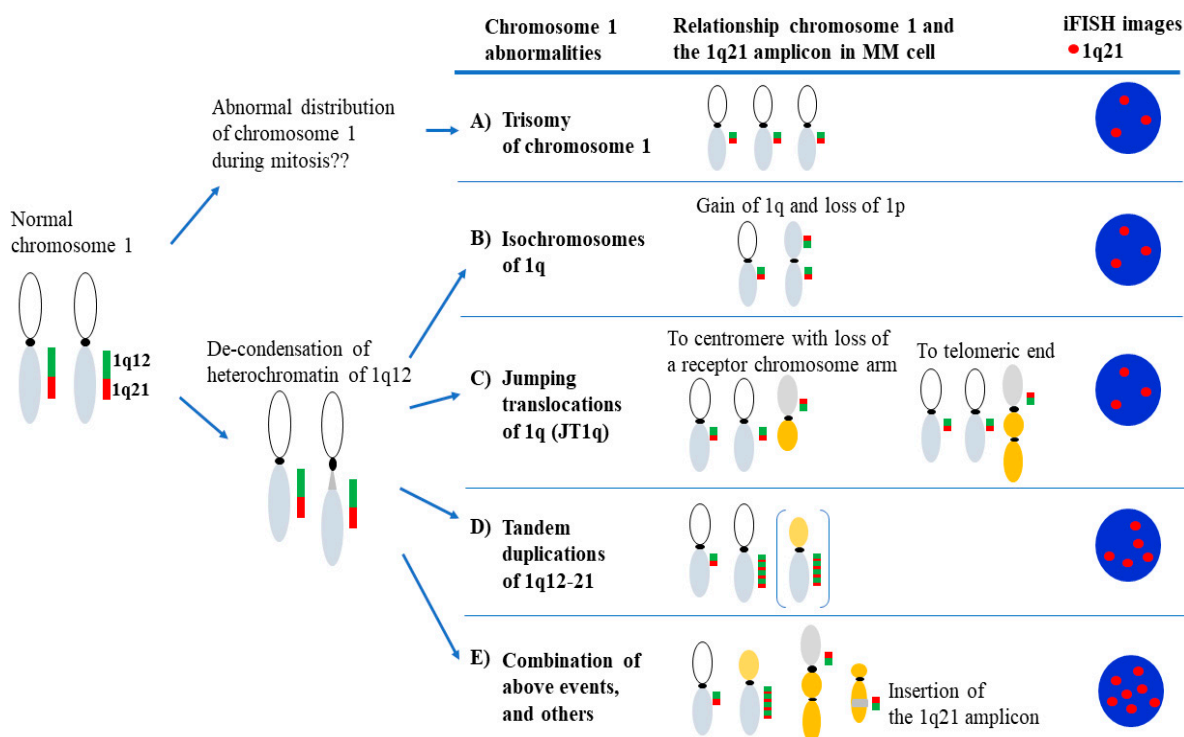 Chromosome 1
abnormalities
Relationship chromosome 1 and
the 1q21 amplicon in MM cell
iFISH images
1q21
Abnormal distribution
of chromosome 1
during mitosis??
A) Trisomy
of chromosome 1
Normal
chromosome 1
1q12
1q21
De-condensation of
heterochromatin of 1q12
Gain of 1q and loss of 1p
B) Isochromosomes
of 1q
To centromere with loss of
a receptor chromosome arm
To telomeric end
C) Jumping
translocations
of 1q (JT1q)
D) Tandem
duplications
of 1q12-21
E) Combination of
above events,
and others
Insertion of
the 1q21 amplicon